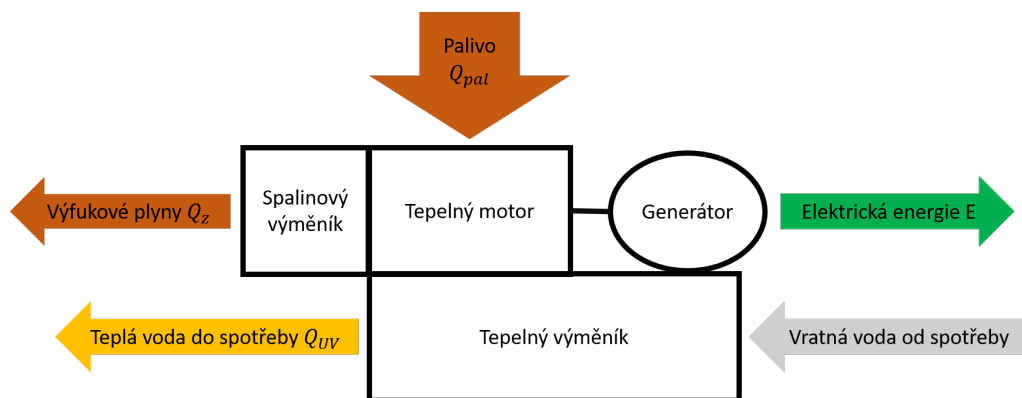 Palivo
Q_pal
Spalinový
výměník
Tepelný motor
Generátor
Výfukové plyny Q_Z
Elektrická energie E
Teplá voda do spotřeby Q_UV
Tepelný výměník
Vratná voda od spotřeby